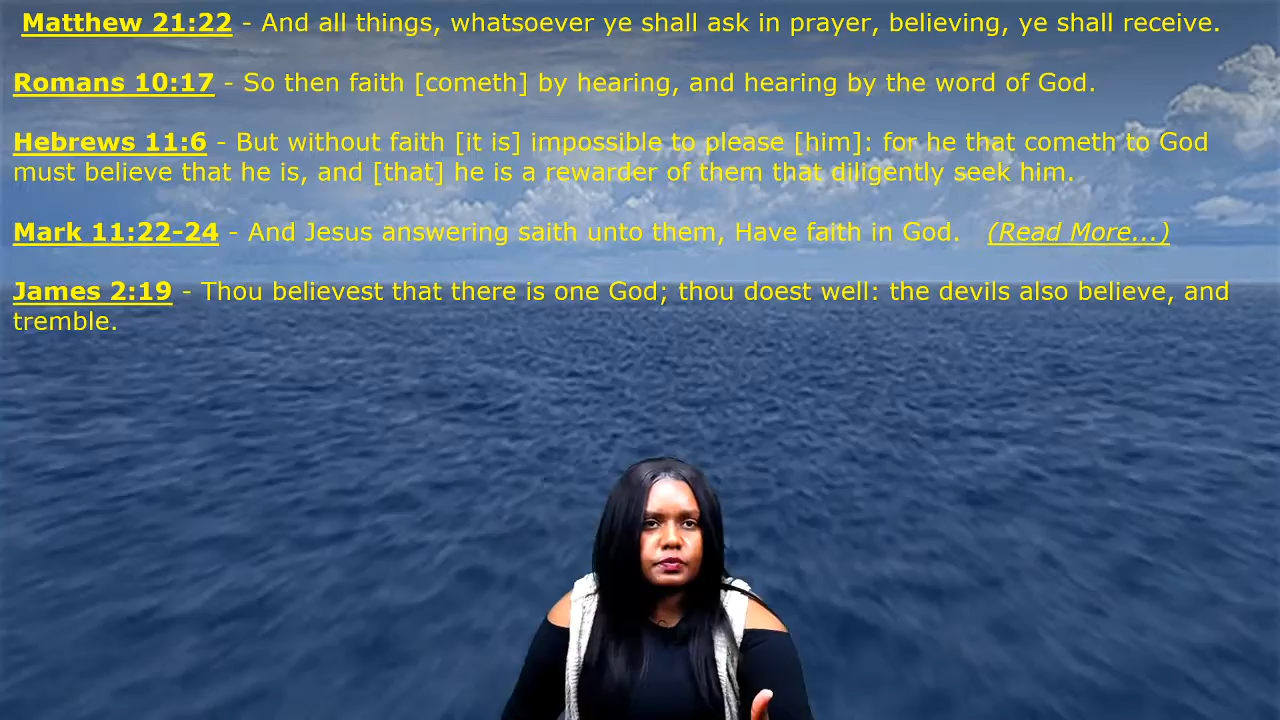 Matthew 21:22 - And all things, whatsoever ye shall ask in prayer, believing, ye shall receive.
Romans 10:17 - So then faith [cometh] by hearing, and hearing by the word of God.
Hebrews 11:6 - But without faith [it is] impossible to please [him]: for he that cometh to God
must believe that he is, and [that] he is a rewarder of them that diligently seek him.
Mark 11:22-24 - And Jesus answering saith unto them, Have faith in God. (Read More...)
James 2:19 - Thou believest that there is one God; thou doest well: the devils also believe, and
tremble.